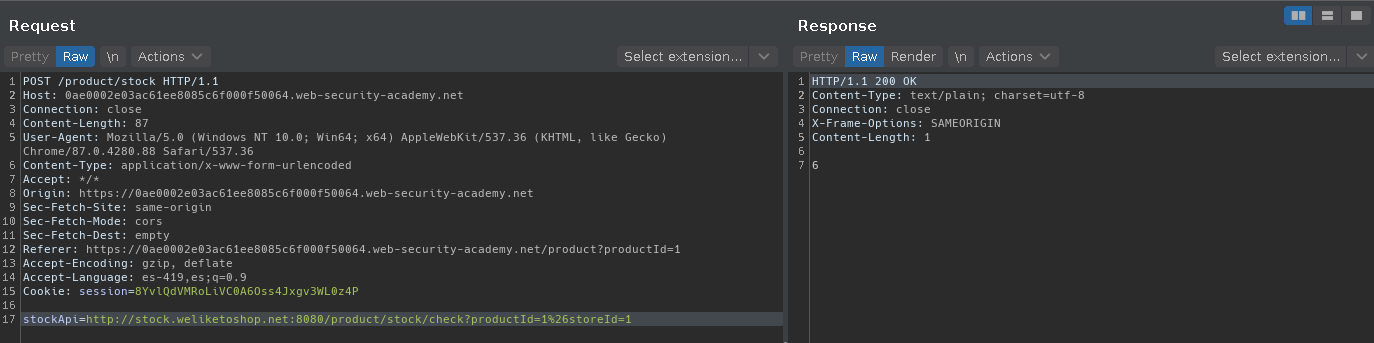 Request
Pretty Raw \n Actions Select extension...
1 POST /product/stock HTTP/1.1
2 Host: 0ae0002e03ac61ee8085c6f000f50064.web-security-academy.net
3 Connection: close
4 Content-Length: 87
5 User-Agent: Mozilla/5.0 (Windows NT 10.0; Win64; x64) AppleWebKit/537.36 (KHTML, like Gecko)
Chrome/87.0.4280.88 Safari/537.36
6 Content-Type: application/x-www-form-urlencoded
7 Accept: */*
8 Origin: https://0ae0002e03ac61ee8085c6f000f50064.web-security-academy.net
9 Sec-Fetch-Site: same-origin
10 Sec-Fetch-Mode: cors
11 Sec-Fetch-Dest: empty
12 Referer: https://0ae0002e03ac61ee8085c6f000f50064.web-security-academy.net/product?productId=1
13 Accept-Encoding: gzip, deflate
14 Accept-Language: es-419,es;q=0.9
15 Cookie: session=8YvlQdVMRoLiVC0A6Oss4Jxgv3WL0z4P
16
17 stockApi=http://stock.weliketoshop.net:8080/product/stock/check?productId=1%26storeId=1
Response
Pretty Raw Render \n Actions Select extension...
1 HTTP/1.1 200 OK
2 Content-Type: text/plain; charset=utf-8
3 Connection: close
4 X-Frame-Options: SAMEORIGIN
5 Content-Length: 1
6
7 6